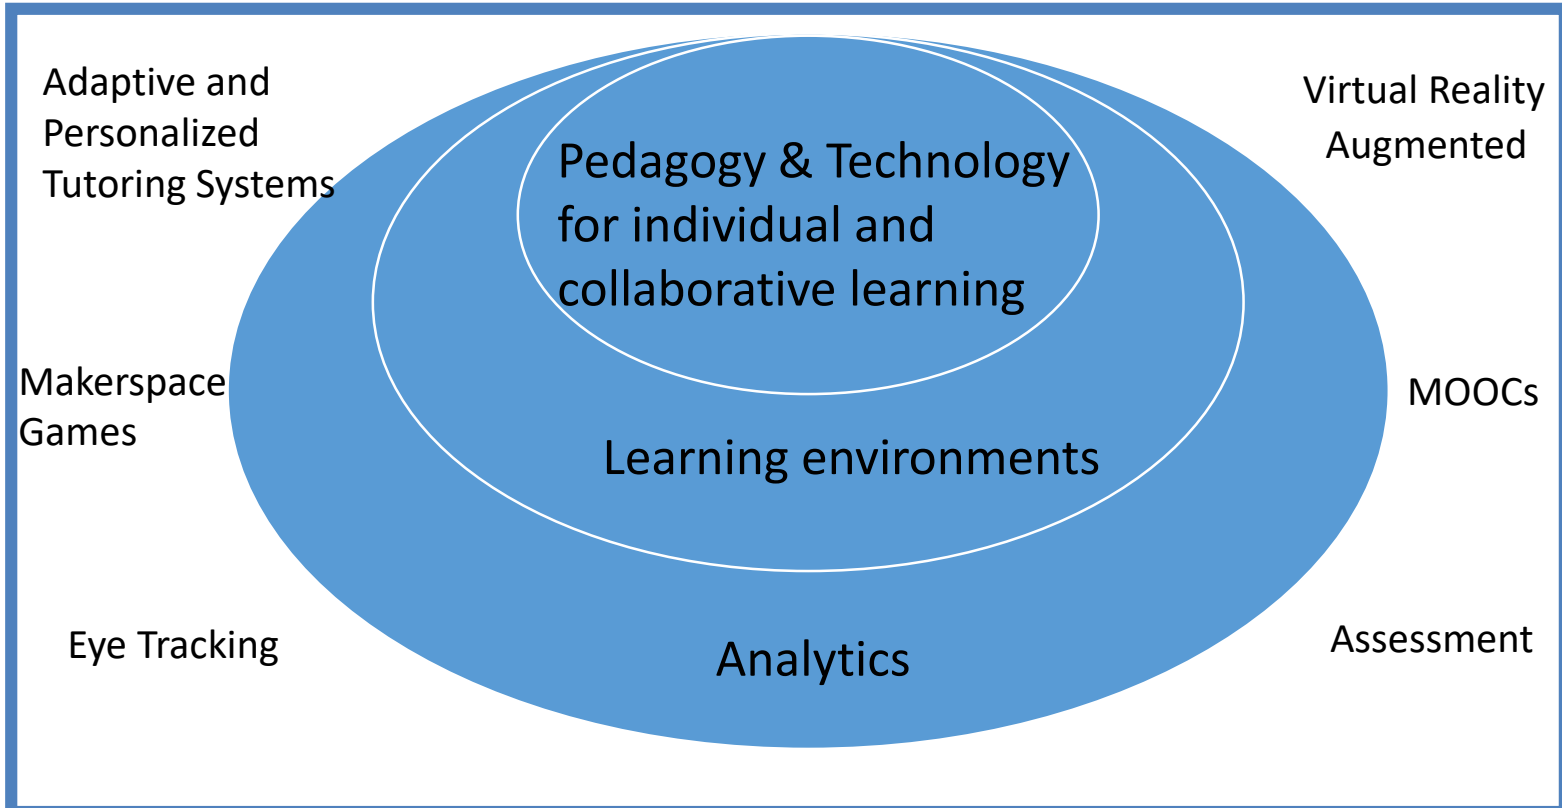 Adaptive and
Personalized
Tutoring Systems
Virtual Reality
Augmented
Pedagogy & Technology
for individual and
collaborative learning
Makerspace
Games
MOOCs
Learning environments
Eye Tracking
Analytics
Assessment